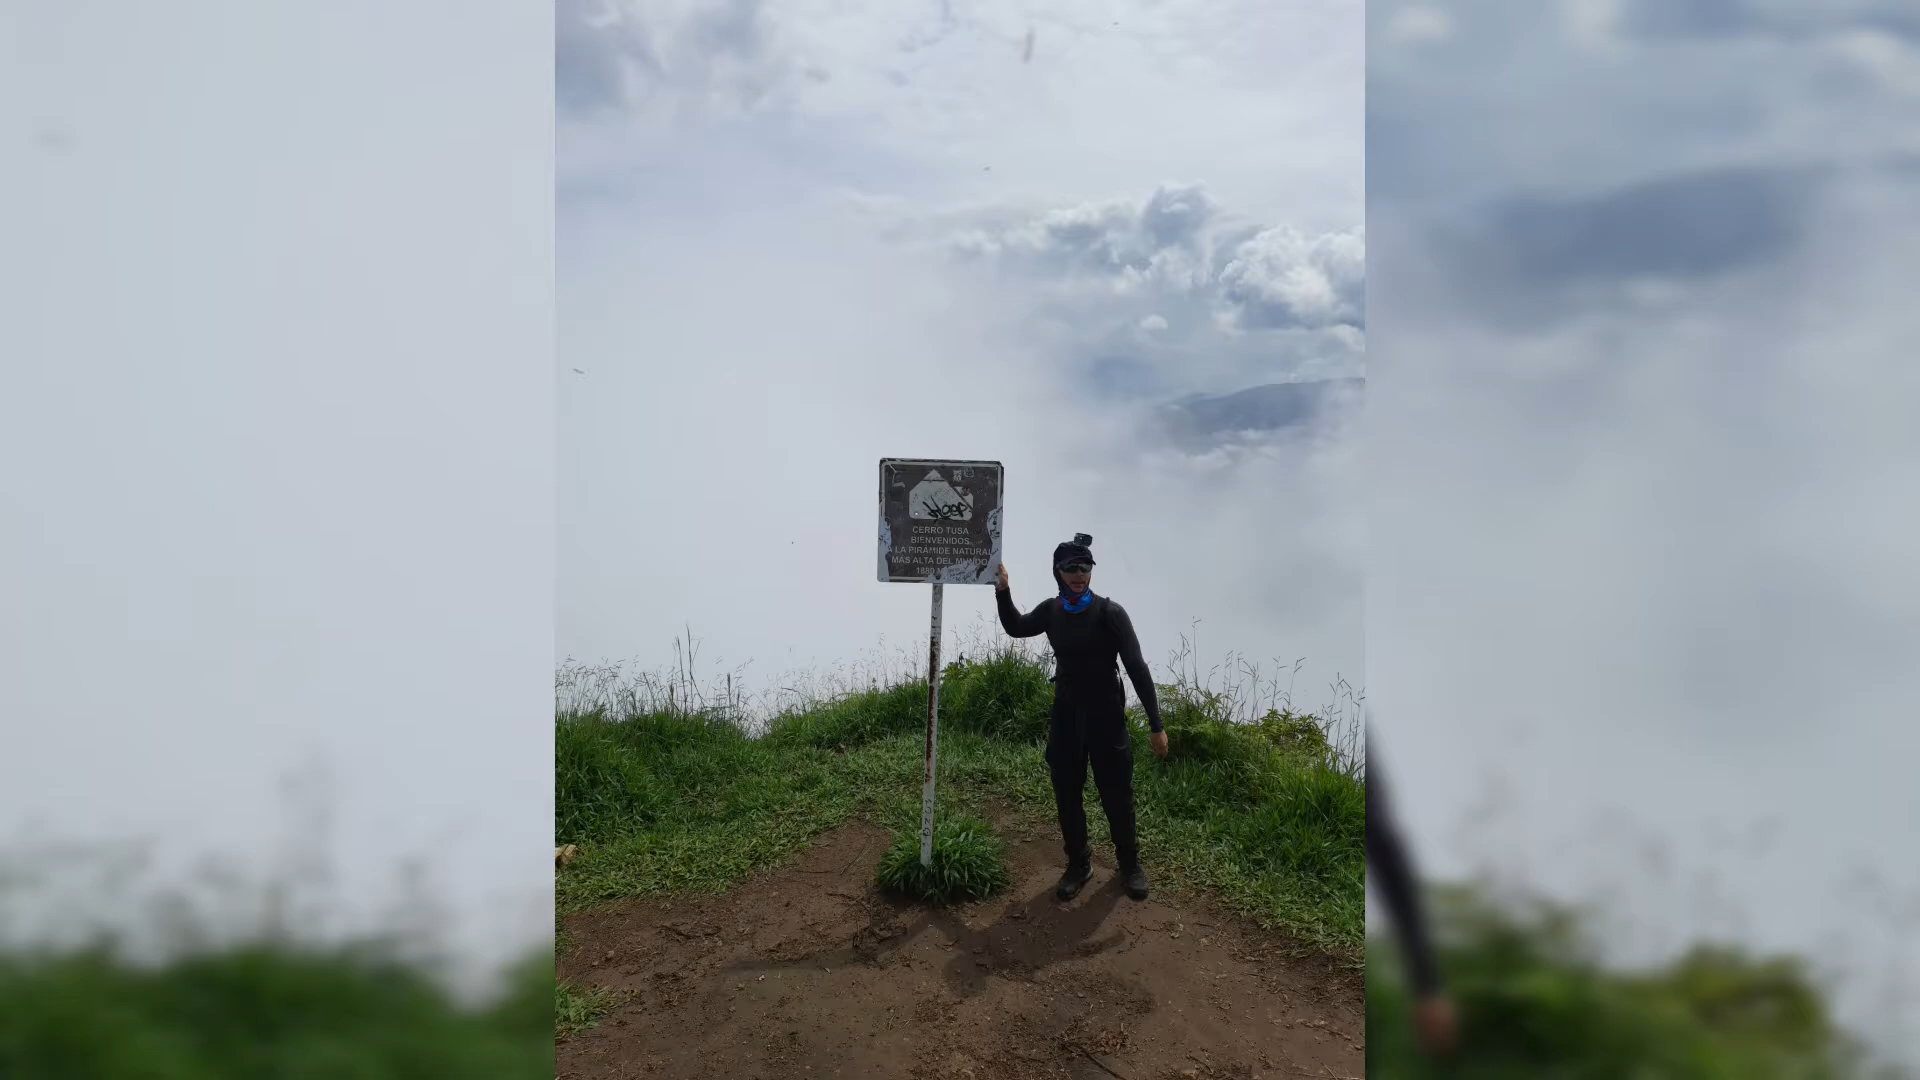 CERRO TUSA
BIENVENIDOS
A LA PIRÁMIDE NATURAL
MÁS ALTA DEL MUNDO